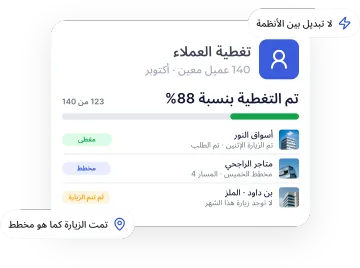 لا تبديل بين الأنظمة
تغطية العملاء
140 عميل معين · أكتوبر
تم التغطية بنسبة 88%
123 من 140
أسواق النور
تم زيارة الإثنين · تم الطلب
مغطى
متاجر الراجحي
مخطط الخميس · المسار 4
مخطط
بن داود - الملز
لا توجد زيارة هذا الشهر
لم تتم الزيارة
تمت الزيارة كما هو مخطط